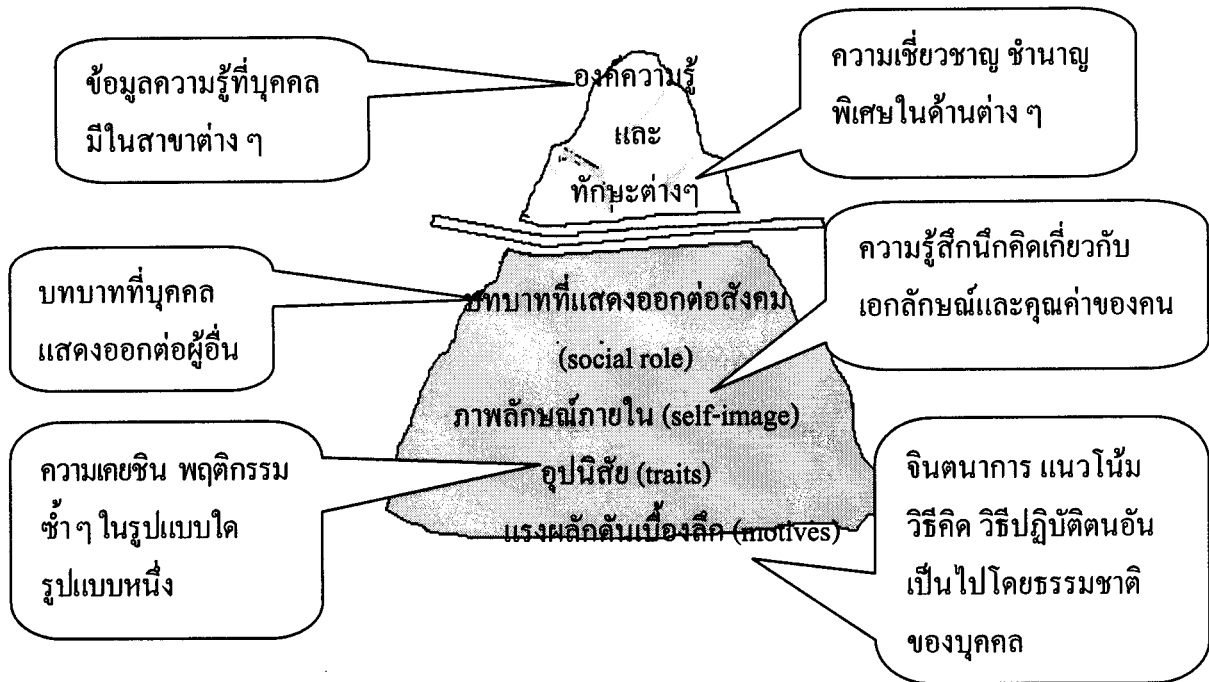 ข้อมูลความรู้ที่บุคคล
มีในสาขาต่าง ๆ
องค์ความรู้
และ
ทักษะต่างๆ
ความเชี่ยวชาญ ชำนาญ
พิเศษในด้านต่าง ๆ
บทบาทที่บุคคล
แสดงออกต่อผู้อื่น
บทบาทที่แสดงออกต่อสังคม
(social role)
ภาพลักษณ์ภายใน (self-image)
อุปนิสัย (traits)
แรงผลักดันเบื้องลึก (motives)
ความรู้สึกนึกคิดเกี่ยวกับ
เอกลักษณ์และคุณค่าของคน
ความเคยชิน พฤติกรรม
ซ้ำๆ ในรูปแบบใด
รูปแบบหนึ่ง
จินตนาการ แนวโน้ม
วิธีคิด วิธีปฏิบัติตนอัน
เป็นไปโดยธรรมชาติ
ของบุคคล